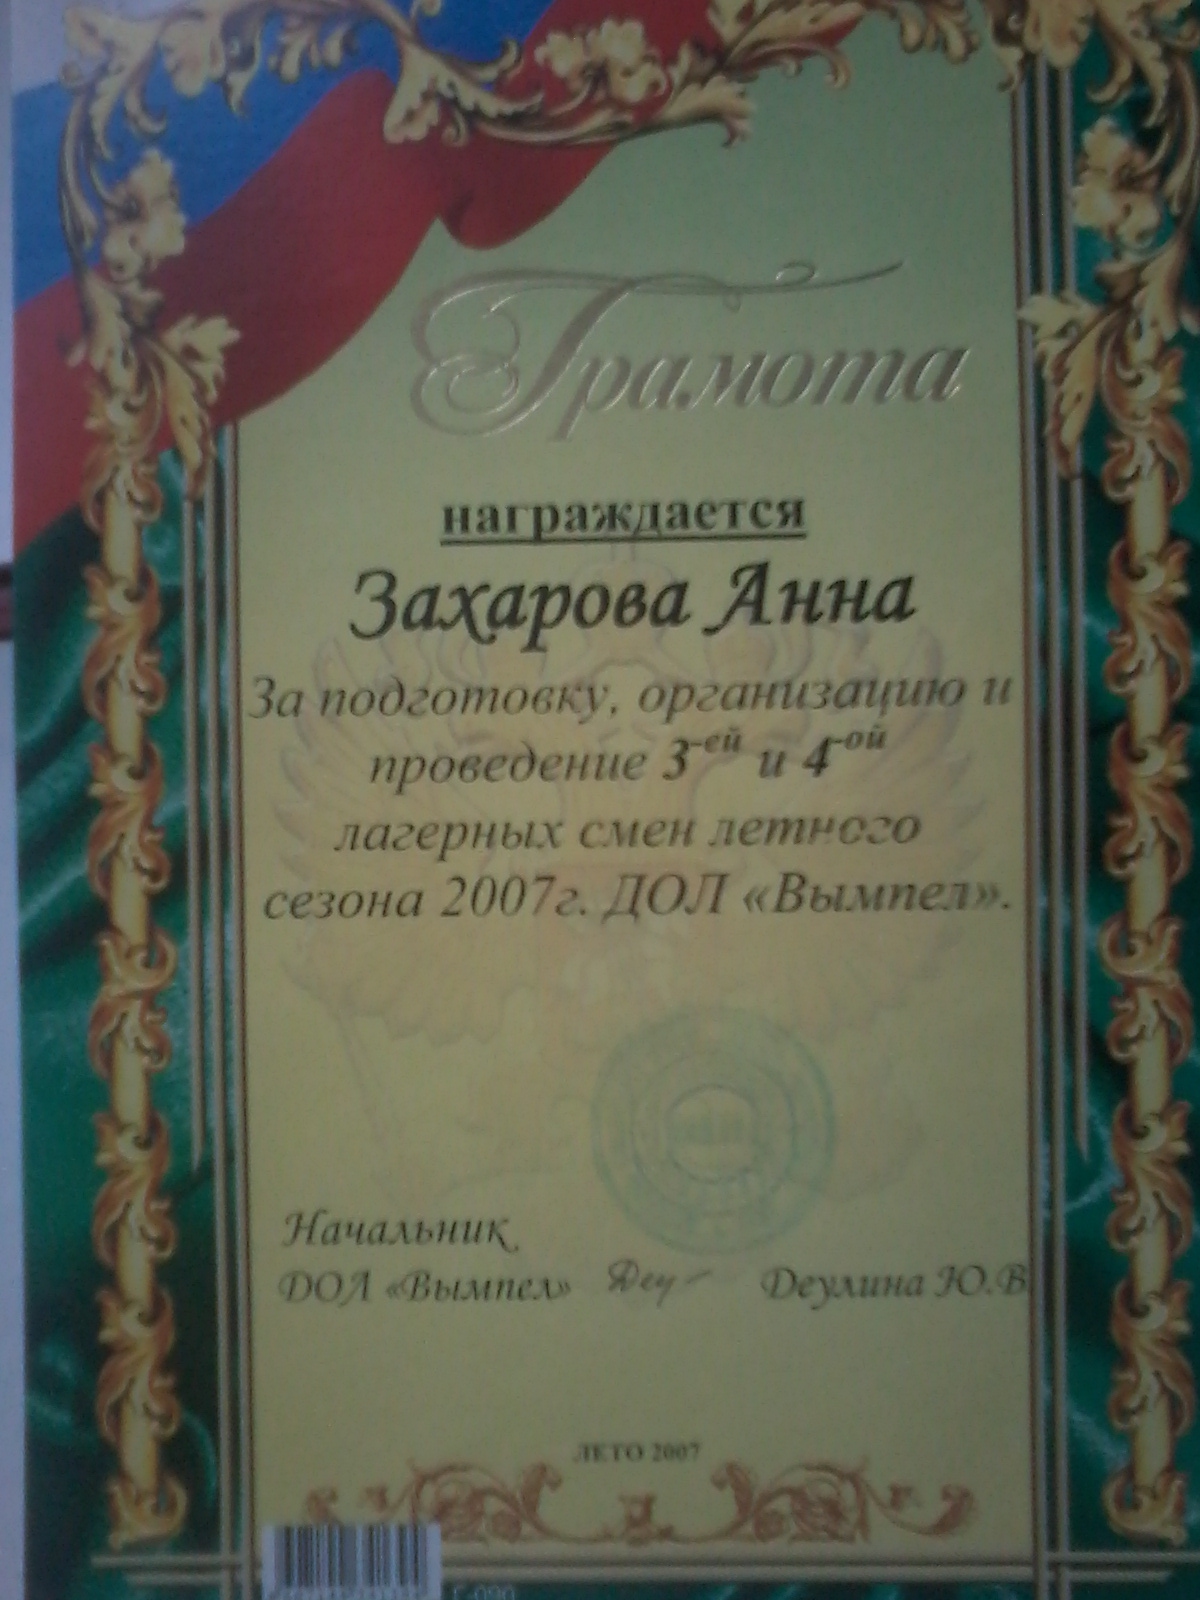 Грамота
награждается
Захарова Анна
За подготовку, организацию и
проведение 3-ей и 4-ой
лагерных смен летнего
сезона 2007г. ДОЛ «Вымпел».
Начальник
ДОЛ «Вымпел» Деулина Ю.В.
ЛЕТО 2007
Г-090